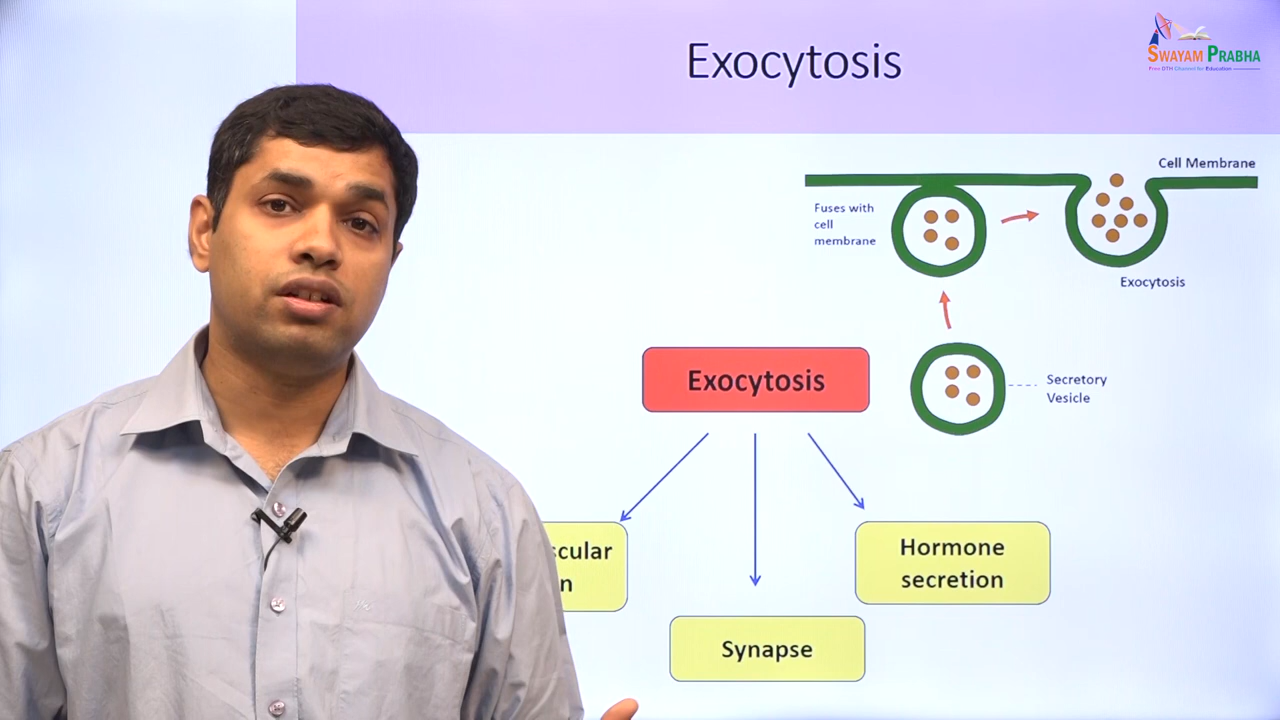 Exocytosis
SWAYAM PRABHA
Free DTH Channel for Education
Cell Membrane
Fuses with
cell
membrane
Exocytosis
Secretory
Vesicle
Exocytosis
Hormone
secretion
Synapse